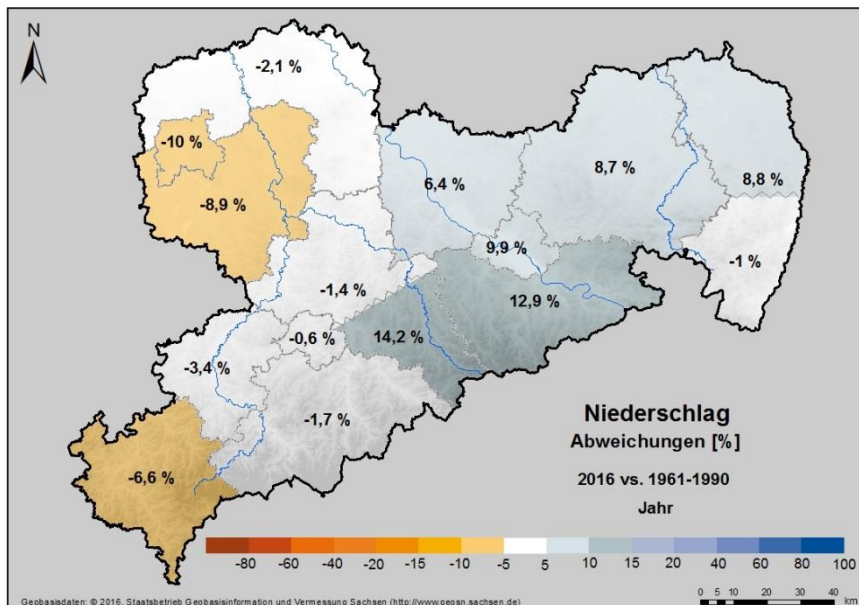 N
-2,1 %
-10 %
8,7 %
6,4 %
8,8 %
-8,9 %
9,9 %
-1 %
-1,4 %
12,9 %
-0,6 %
14,2 %
-3,4 %
-1,7 %
-6,6 %
Niederschlag
Abweichungen [%]
2016 vs. 1961-1990
Jahr
-80 -60 -40 -20 -15 -10 -5 5 10 15 20 40 60 80 100
Geobasisdaten: © 2016, Staatsbetrieb Geobasisinformation und Vermessung Sachsen (http://www.geosn.sachsen.de)
0 5 10 20 30 40 km